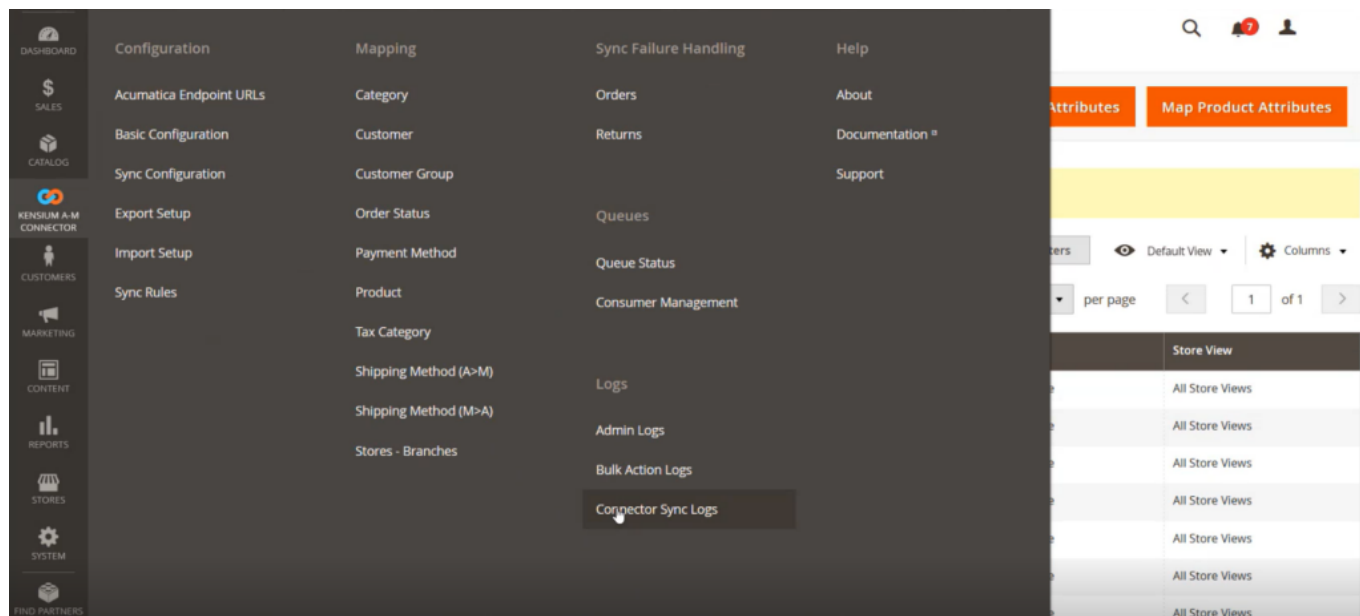 DASHBOARD
SALES
CATALOG
KENSIUM A-M
CONNECTOR
CUSTOMERS
MARKETING
CONTENT
REPORTS
STORES
SYSTEM
FIND PARTNERS
Configuration
Acumatica Endpoint URLs
Basic Configuration
Sync Configuration
Export Setup
Import Setup
Sync Rules
Mapping
Category
Customer
Customer Group
Order Status
Payment Method
Product
Tax Category
Shipping Method (A>M)
Shipping Method (M>A)
Stores - Branches
Sync Failure Handling
Orders
Returns
Queues
Queue Status
Consumer Management
Logs
Admin Logs
Bulk Action Logs
Connector Sync Logs
Help
About
Documentation
Support
7
Attributes
Map Product Attributes
Default View
Columns
per page
1
of 1
Store View
All Store Views
All Store Views
All Store Views
All Store Views
All Store Views
All Store Views
All Store Views